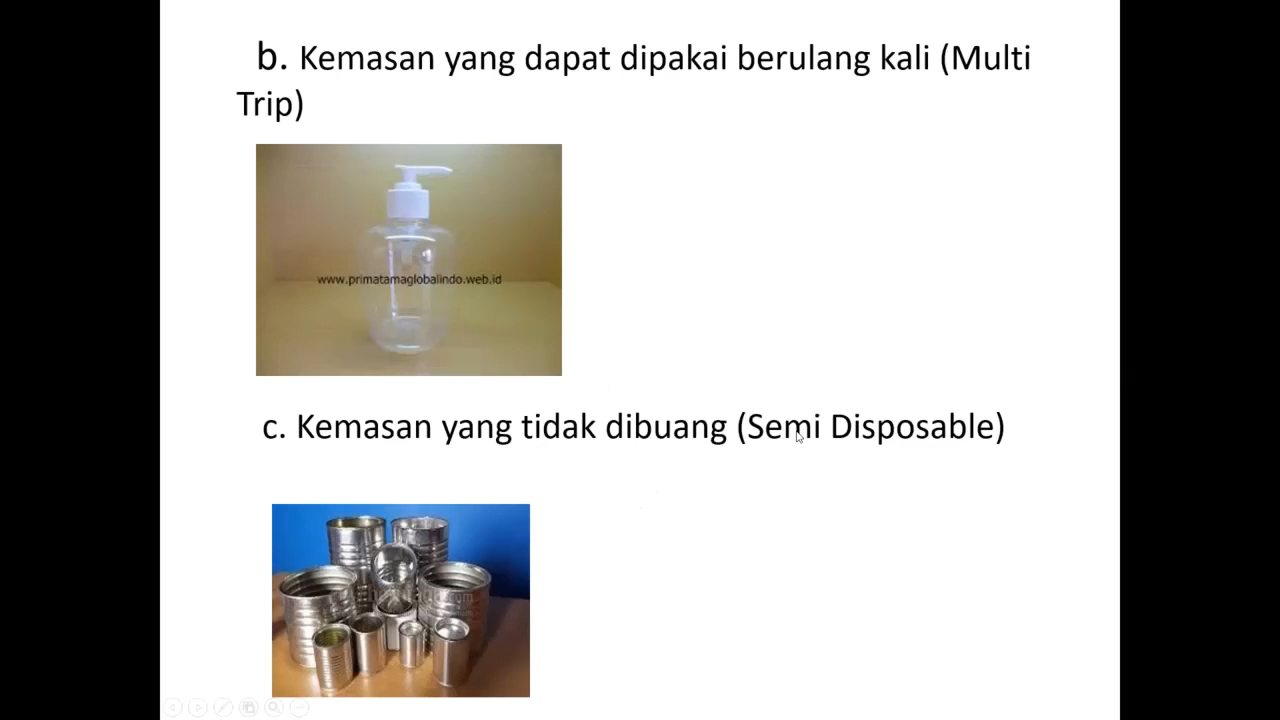 b. Kemasan yang dapat dipakai berulang kali (Multi
Trip)
www.primatamaglobalindo.web.id
c. Kemasan yang tidak dibuang (Semi Disposable)